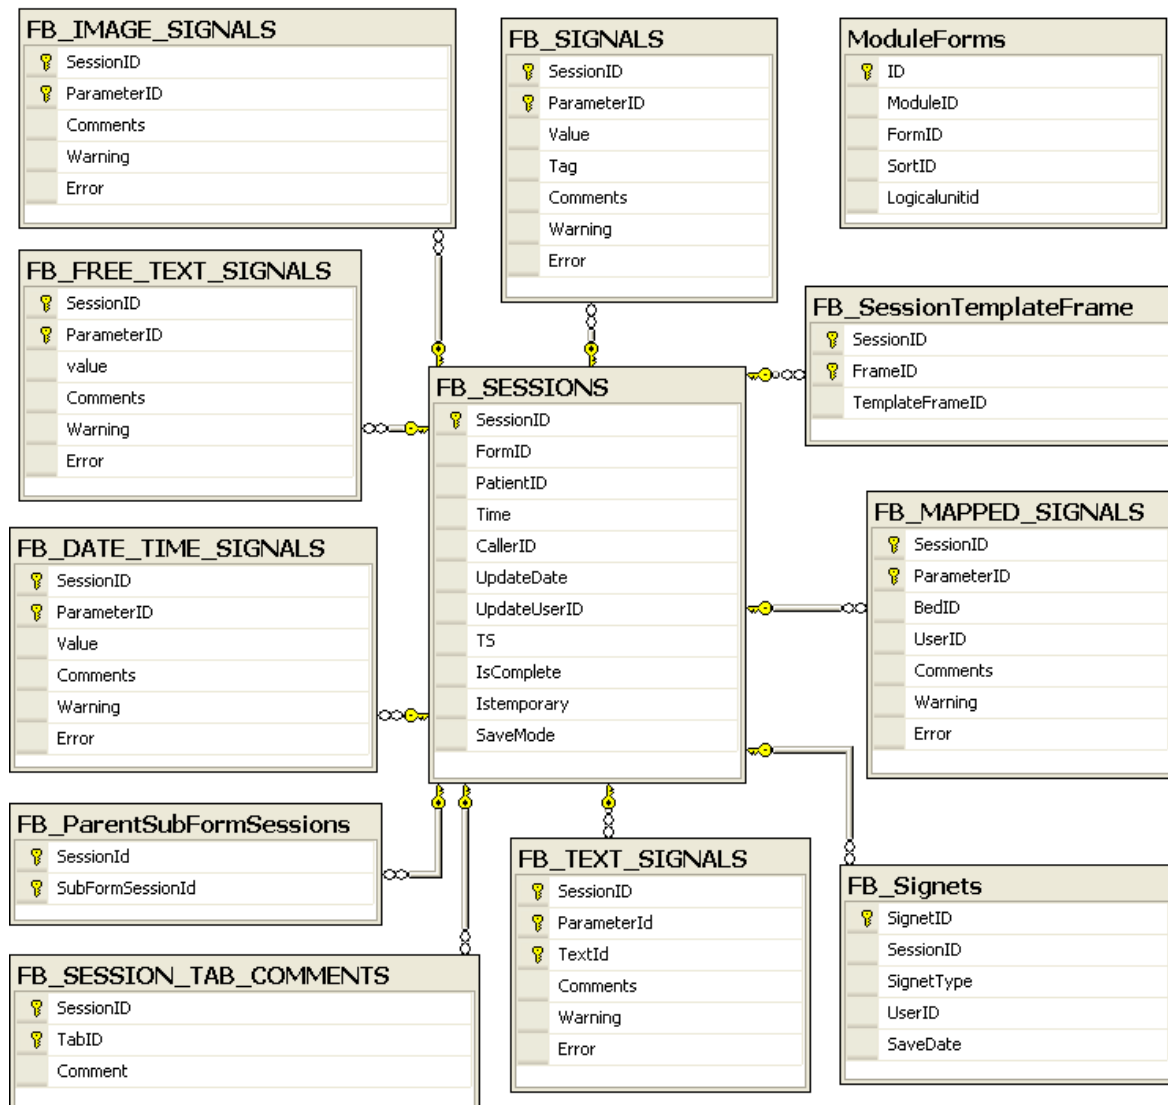 FB_IMAGE_SIGNALS
SessionID
ParameterID
Comments
Warning
Error
FB_SIGNALS
SessionID
ParameterID
Value
Tag
Comments
Warning
Error
ModuleForms
ID
ModuleID
FormID
SortID
Logicalunitid
FB_FREE_TEXT_SIGNALS
SessionID
ParameterID
value
Comments
Warning
Error
FB_SessionTemplateFrame
SessionID
FrameID
TemplateFrameID
FB_SESSIONS
SessionID
FormID
PatientID
Time
CallerID
UpdateDate
UpdateUserID
TS
IsComplete
Istemporary
SaveMode
FB_MAPPED_SIGNALS
SessionID
ParameterID
BedID
UserID
Comments
Warning
Error
FB_DATE_TIME_SIGNALS
SessionID
ParameterID
Value
Comments
Warning
Error
FB_ParentSubFormSessions
SessionId
SubFormSessionId
FB_TEXT_SIGNALS
SessionID
ParameterId
TextId
Comments
Warning
Error
FB_Signets
SignetID
SessionID
SignetType
UserID
SaveDate
FB_SESSION_TAB_COMMENTS
SessionID
TabID
Comment